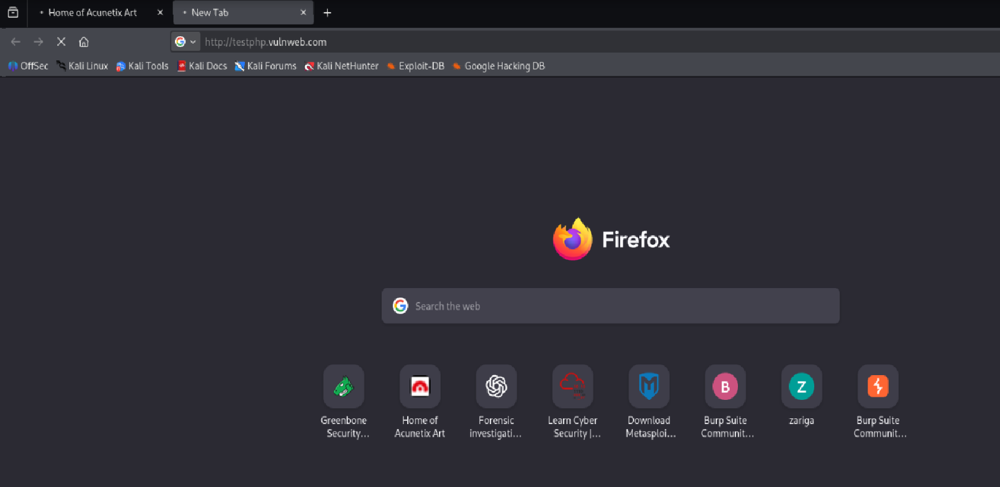 Home of Acunetix Art
New Tab
http://testphp.vulnweb.com
OffSec Kali Linux Kali Tools Kali Docs Kali Forums Kali NetHunter Exploit-DB Google Hacking DB
Firefox
Search the web
Greenbone
Security...
Home of
Acunetix Art
Forensic
investigati...
Learn Cyber
Security |...
Download
Metasploi...
B
Burp Suite
Communit...
Z
zariga
Burp Suite
Communit...